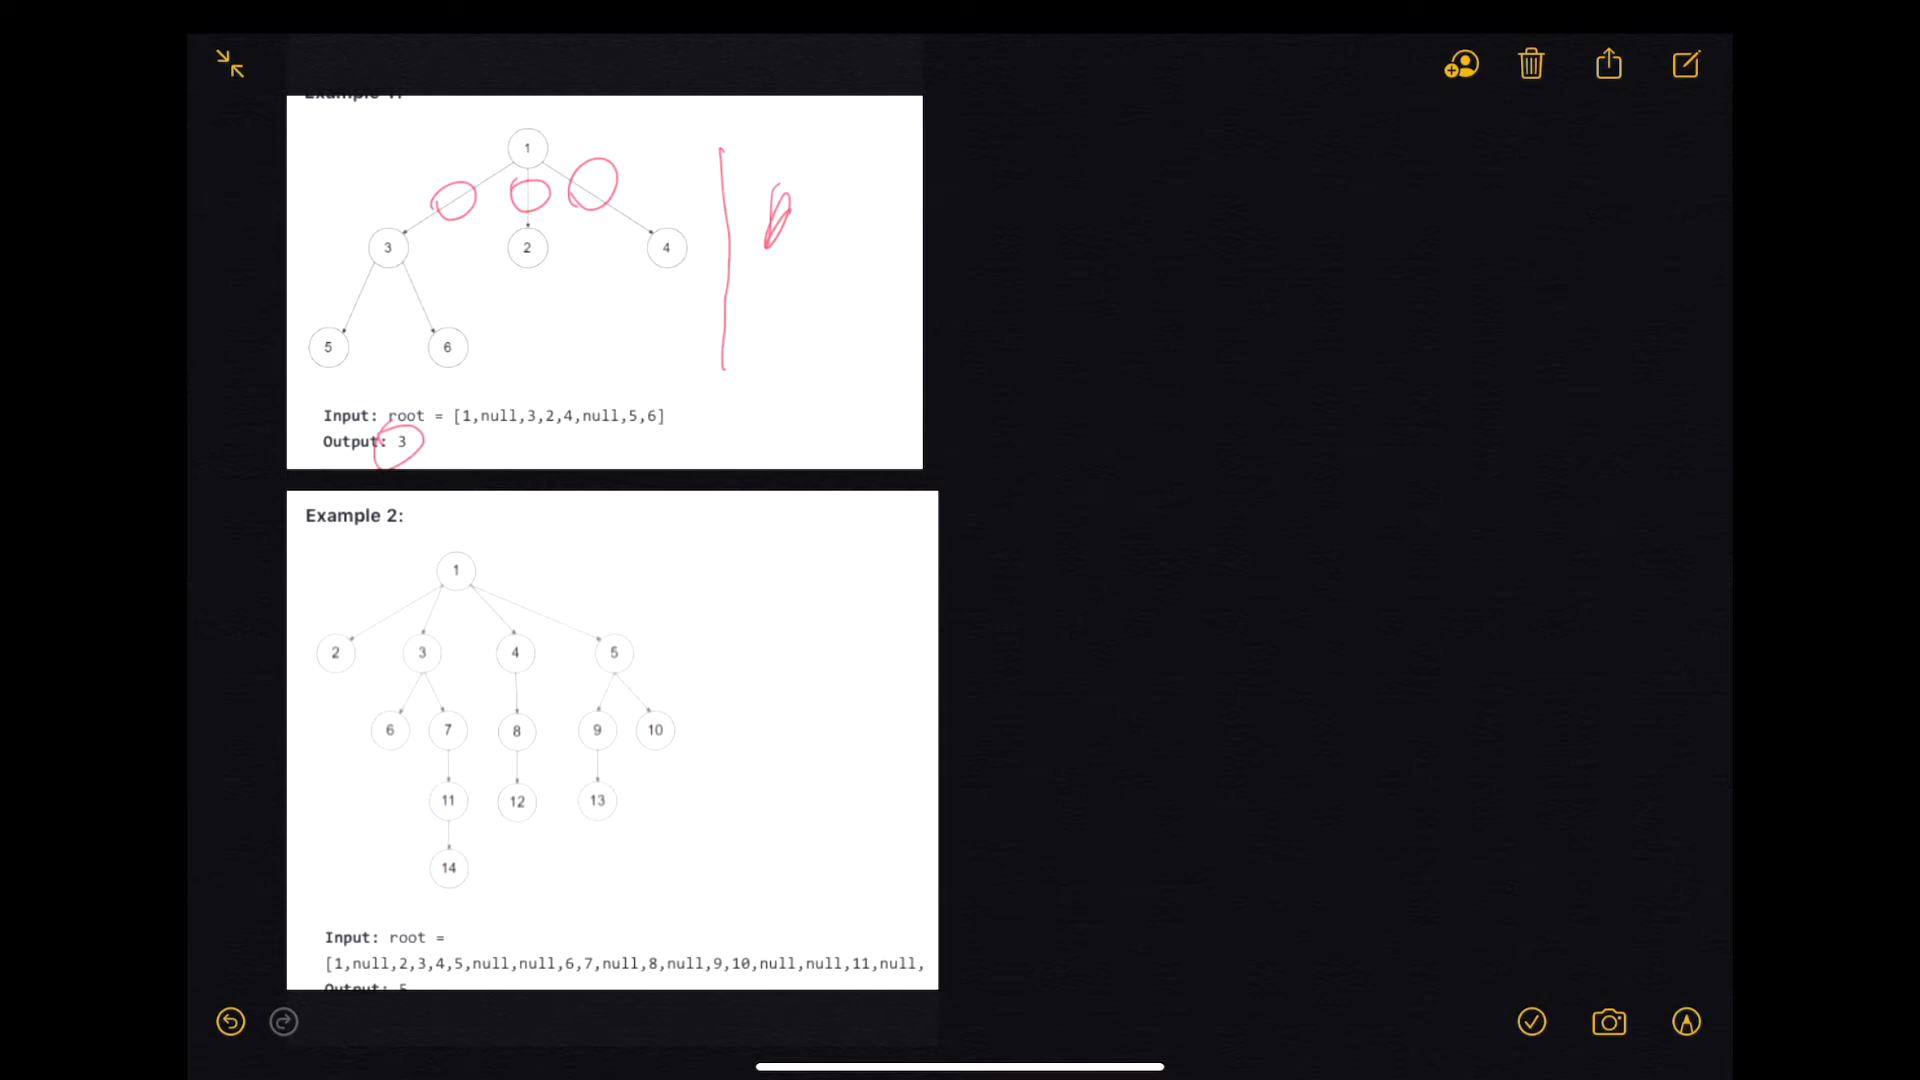 1
3 2 4
5 6
Input: root = [1,null,3,2,4,null,5,6]
Output: 3
Example 2:
1
2 3 4 5
6 7 8 9 10
11 12 13
14
Input: root =
[1,null,2,3,4,5,null,null,6,7,null,8,null,9,10,null,null,11,null,